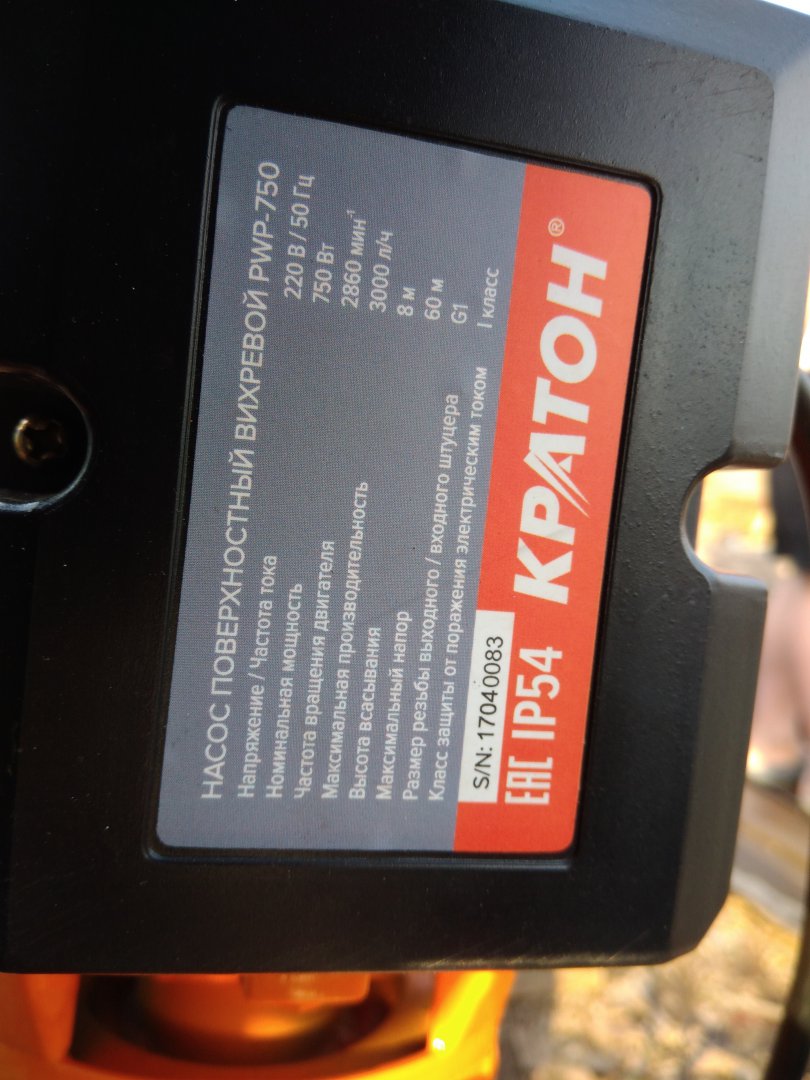 НАСОС ПОВЕРХНОСТНЫЙ ВИХРЕВОЙ PWP-750
Напряжение / Частота тока 220 В / 50 Гц
Номинальная мощность 750 Вт
Частота вращения двигателя 2860 мин⁻¹
Максимальная производительность 3000 л/ч
Высота всасывания 8 м
Максимальный напор 60 м
Размер резьбы выходного / входного штуцера G1
Класс защиты от поражения электрическим током I класс
S/N: 17040083
EAC IP54 КРАТОН®